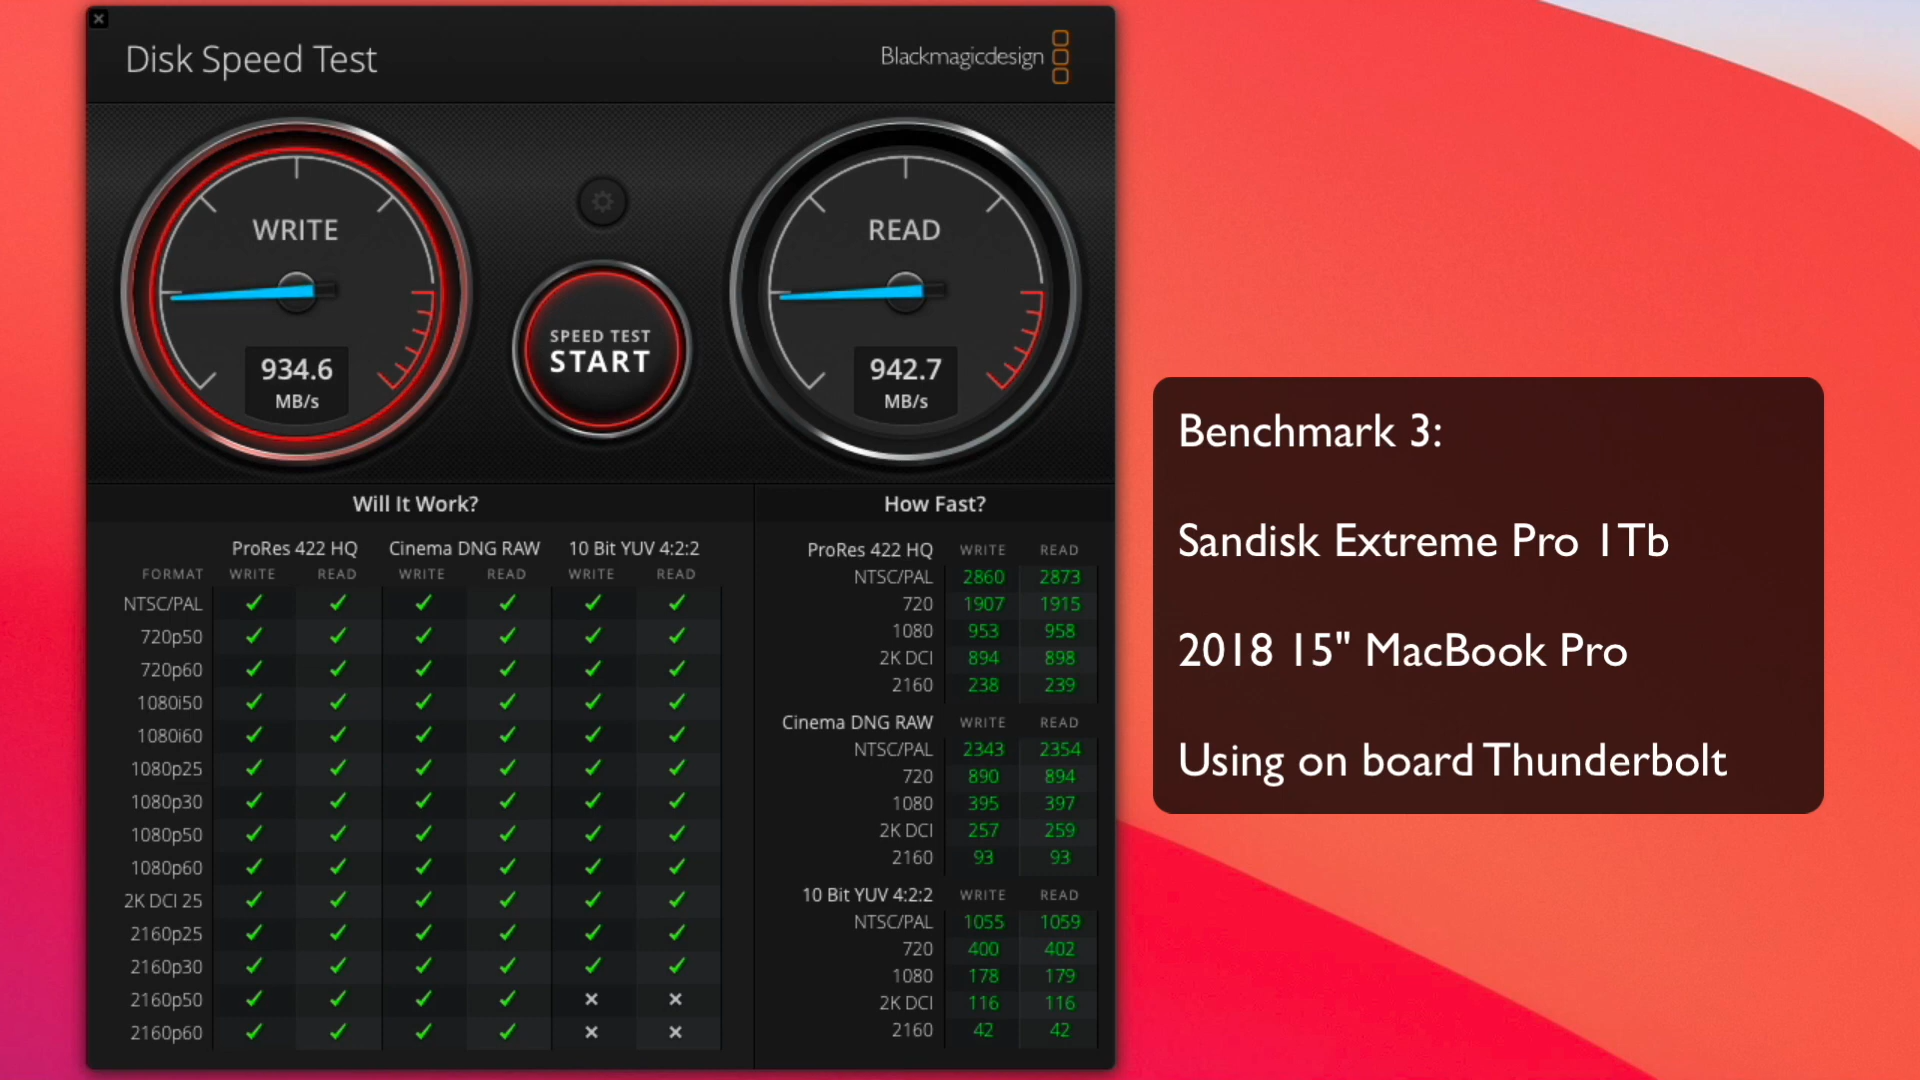 Disk Speed Test
Blackmagicdesign
WRITE
934.6
MB/s
SPEED TEST
START
READ
942.7
MB/s
Will It Work?
ProRes 422 HQ Cinema DNG RAW 10 Bit YUV 4:2:2
FORMAT WRITE READ WRITE READ WRITE READ
NTSC/PAL ✓ ✓ ✓ ✓ ✓ ✓
720p50 ✓ ✓ ✓ ✓ ✓ ✓
720p60 ✓ ✓ ✓ ✓ ✓ ✓
1080i50 ✓ ✓ ✓ ✓ ✓ ✓
1080i60 ✓ ✓ ✓ ✓ ✓ ✓
1080p25 ✓ ✓ ✓ ✓ ✓ ✓
1080p30 ✓ ✓ ✓ ✓ ✓ ✓
1080p50 ✓ ✓ ✓ ✓ ✓ ✓
1080p60 ✓ ✓ ✓ ✓ ✓ ✓
2K DCI 25 ✓ ✓ ✓ ✓ ✓ ✓
2160p25 ✓ ✓ ✓ ✓ ✓ ✓
2160p30 ✓ ✓ ✓ ✓ ✓ ✓
2160p50 ✓ ✓ ✓ ✓ × ×
2160p60 ✓ ✓ ✓ ✓ × ×
How Fast?
ProRes 422 HQ WRITE READ
NTSC/PAL 2860 2873
720 1907 1915
1080 953 958
2K DCI 894 898
2160 238 239
Cinema DNG RAW WRITE READ
NTSC/PAL 2343 2354
720 890 894
1080 395 397
2K DCI 257 259
2160 93 93
10 Bit YUV 4:2:2 WRITE READ
NTSC/PAL 1055 1059
720 400 402
1080 178 179
2K DCI 116 116
2160 42 42
Benchmark 3:
Sandisk Extreme Pro 1Tb
2018 15" MacBook Pro
Using on board Thunderbolt